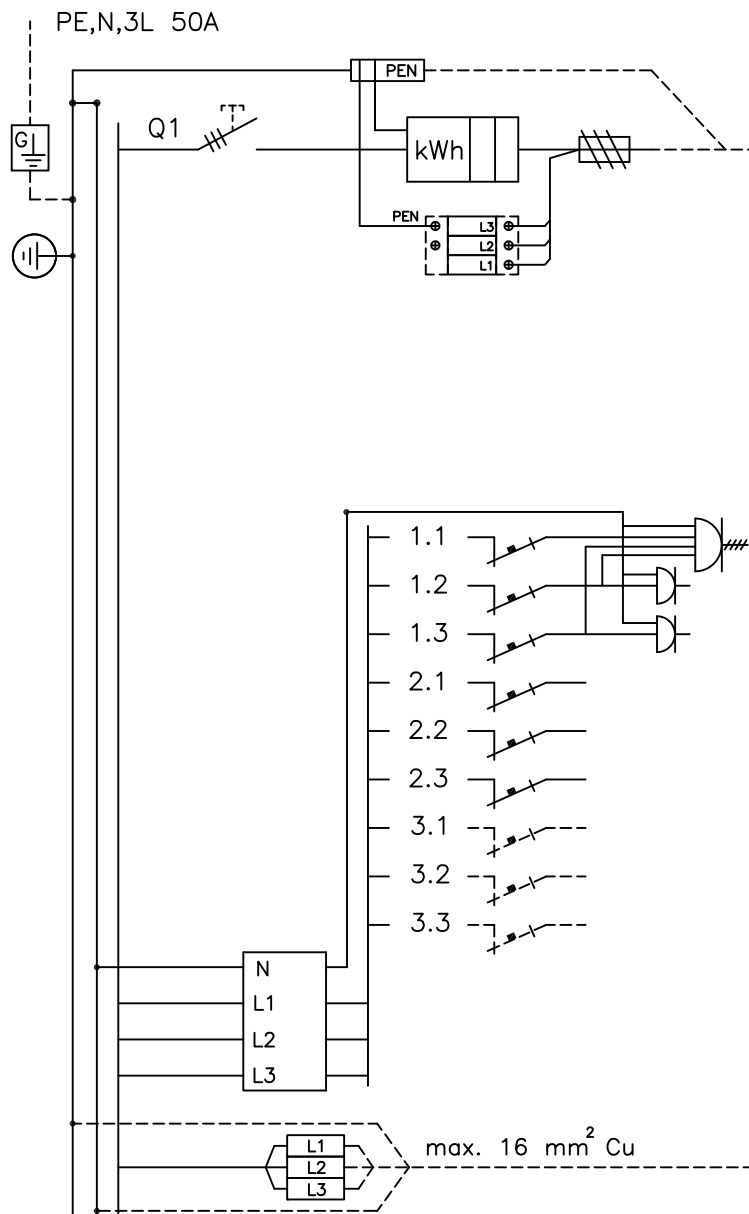 PE,N,3L 50A
PEN
Q1
G
kWh
PEN
L3
L2
L1
1.1
1.2
1.3
2.1
2.2
2.3
3.1
3.2
3.3
N
L1
L2
L3
L1
L2
L3
max. 16 mm² Cu